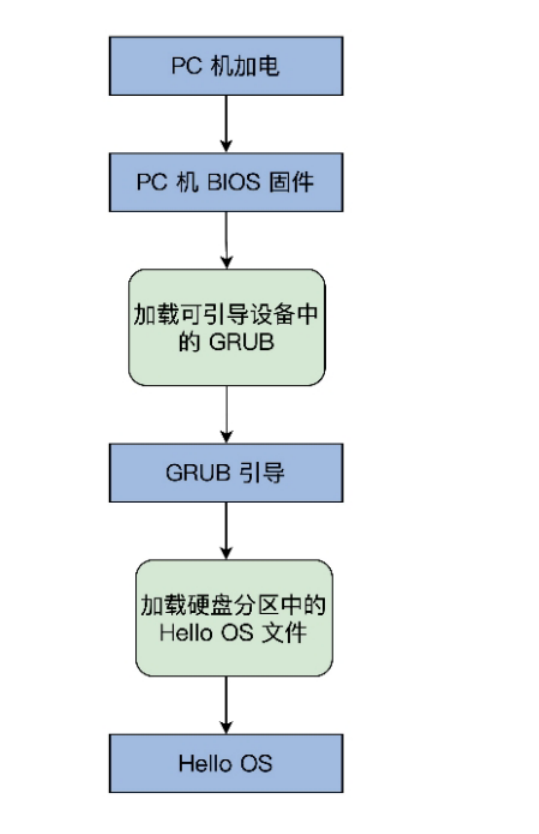 PC 机加电
PC 机 BIOS 固件
加载可引导设备中
的 GRUB
GRUB 引导
加载硬盘分区中的
Hello OS 文件
Hello OS